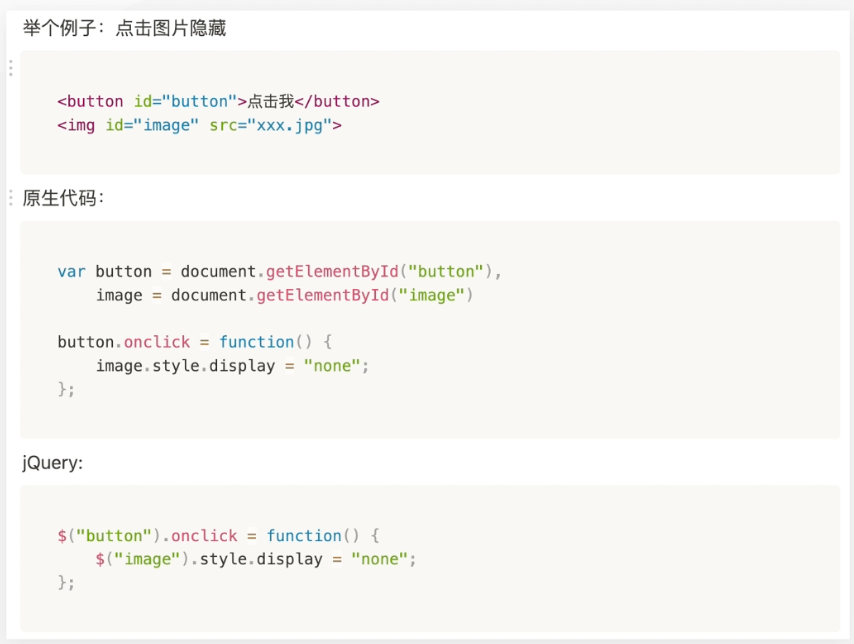 举个例子：点击图片隐藏
<button id="button">点击我</button>
<img id="image" src="xxx.jpg">
原生代码：
var button = document.getElementById("button"),
    image = document.getElementById("image")
button.onclick = function() {
    image.style.display = "none";
};
jQuery:
$("button").onclick = function() {
    $("image").style.display = "none";
};